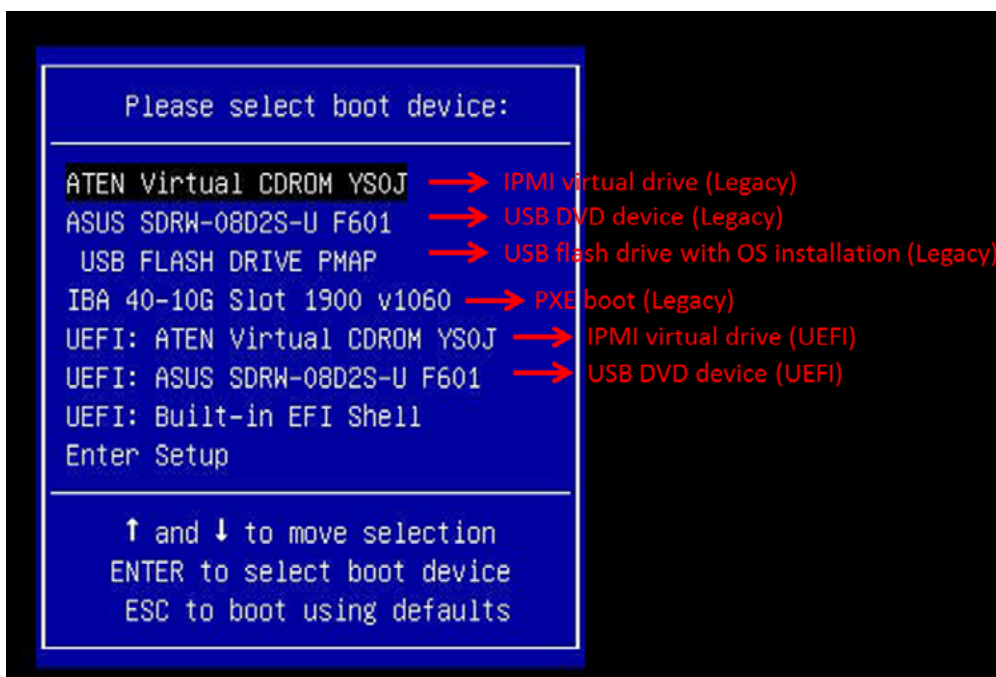 Please select boot device:
ATEN Virtual CDROM YS0J IPMI virtual drive (Legacy)
ASUS SDRW-08D2S-U F601 USB DVD device (Legacy)
USB FLASH DRIVE PMAP USB flash drive with OS installation (Legacy)
IBA 40-10G Slot 1900 v1060 PXE boot (Legacy)
UEFI: ATEN Virtual CDROM YS0J IPMI virtual drive (UEFI)
UEFI: ASUS SDRW-08D2S-U F601 USB DVD device (UEFI)
UEFI: Built-in EFI Shell
Enter Setup
↑ and ↓ to move selection
ENTER to select boot device
ESC to boot using defaults